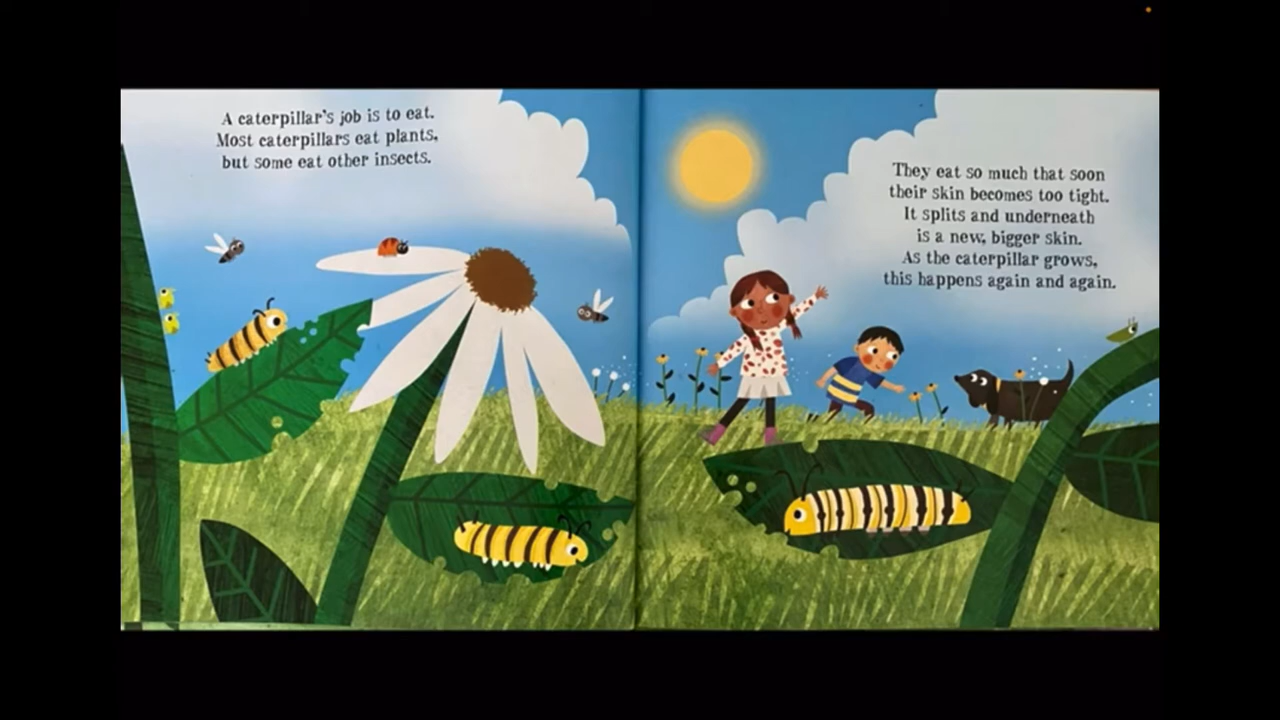 A caterpillar's job is to eat.
Most caterpillars eat plants,
but some eat other insects.
They eat so much that soon
their skin becomes too tight.
It splits and underneath
is a new, bigger skin.
As the caterpillar grows,
this happens again and again.